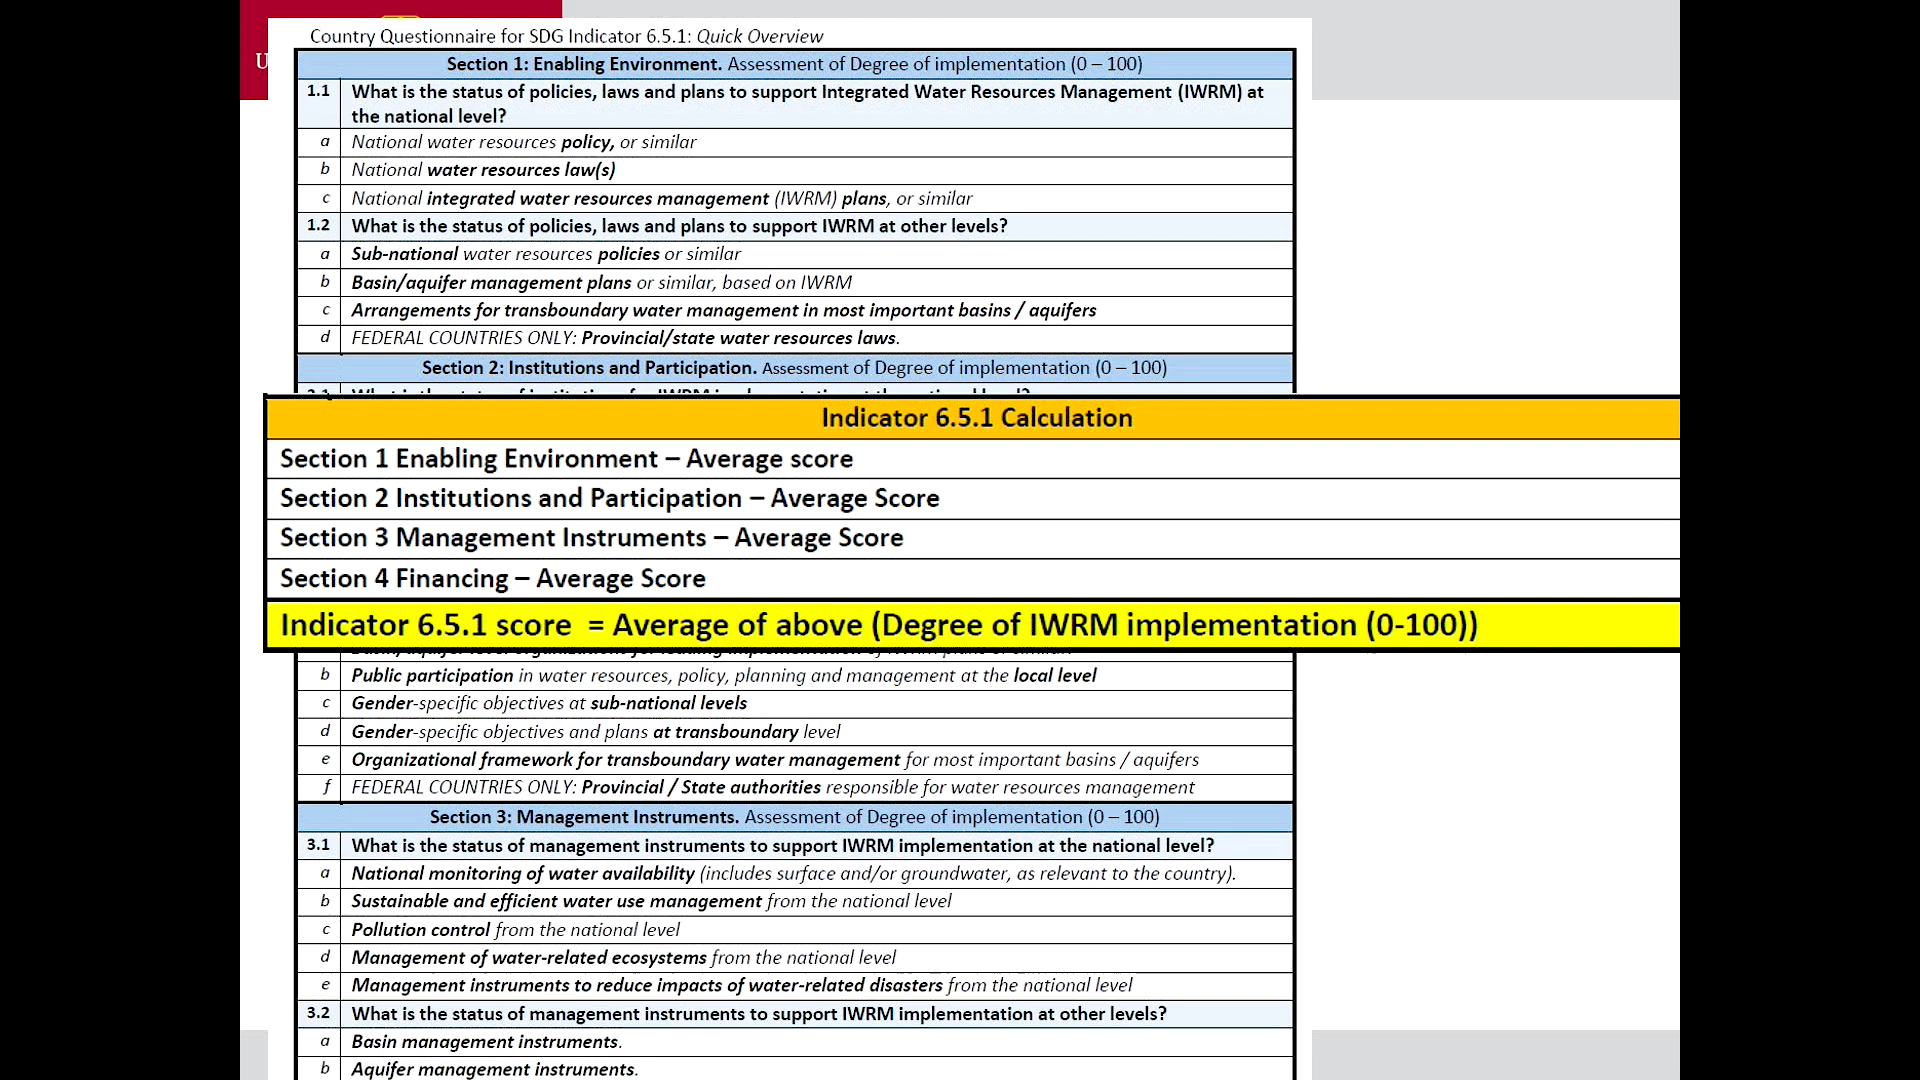 U
Country Questionnaire for SDG Indicator 6.5.1: Quick Overview
Section 1: Enabling Environment. Assessment of Degree of implementation (0 – 100)
1.1 What is the status of policies, laws and plans to support Integrated Water Resources Management (IWRM) at
the national level?
a National water resources policy, or similar
b National water resources law(s)
c National integrated water resources management (IWRM) plans, or similar
1.2 What is the status of policies, laws and plans to support IWRM at other levels?
a Sub-national water resources policies or similar
b Basin/aquifer management plans or similar, based on IWRM
c Arrangements for transboundary water management in most important basins / aquifers
d FEDERAL COUNTRIES ONLY: Provincial/state water resources laws.
Section 2: Institutions and Participation. Assessment of Degree of implementation (0 – 100)
Indicator 6.5.1 Calculation
Section 1 Enabling Environment – Average score
Section 2 Institutions and Participation – Average Score
Section 3 Management Instruments – Average Score
Section 4 Financing – Average Score
Indicator 6.5.1 score = Average of above (Degree of IWRM implementation (0-100))
b Public participation in water resources, policy, planning and management at the local level
c Gender-specific objectives at sub-national levels
d Gender-specific objectives and plans at transboundary level
e Organizational framework for transboundary water management for most important basins / aquifers
f FEDERAL COUNTRIES ONLY: Provincial / State authorities responsible for water resources management
Section 3: Management Instruments. Assessment of Degree of implementation (0 – 100)
3.1 What is the status of management instruments to support IWRM implementation at the national level?
a National monitoring of water availability (includes surface and/or groundwater, as relevant to the country).
b Sustainable and efficient water use management from the national level
c Pollution control from the national level
d Management of water-related ecosystems from the national level
e Management instruments to reduce impacts of water-related disasters from the national level
3.2 What is the status of management instruments to support IWRM implementation at other levels?
a Basin management instruments.
b Aquifer management instruments.